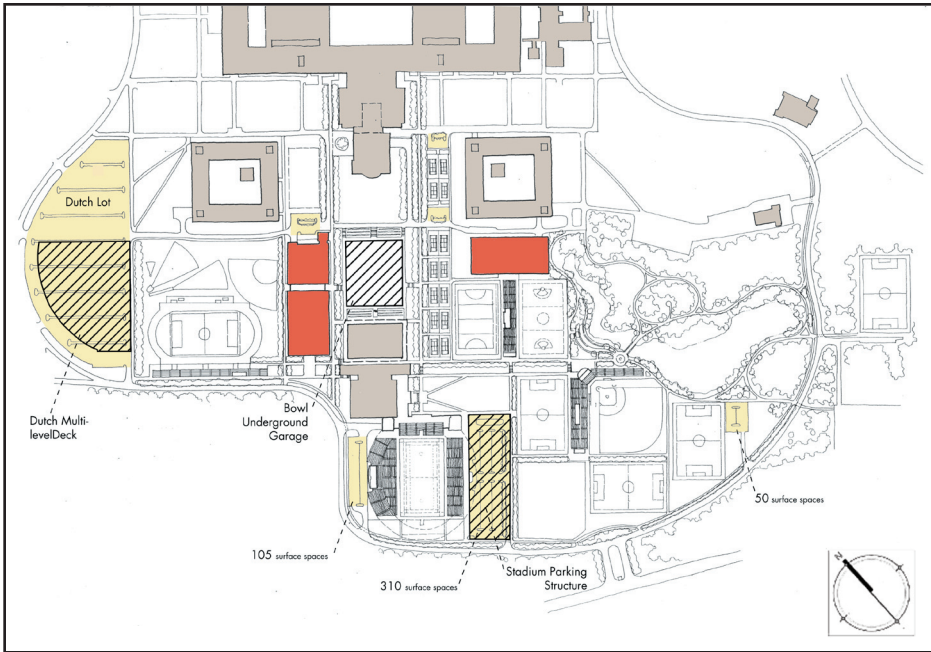 Dutch Lot
Dutch Multi-
levelDeck
Bowl
Underground
Garage
50 surface spaces
105 surface spaces
310 surface spaces
Stadium Parking
Structure
N